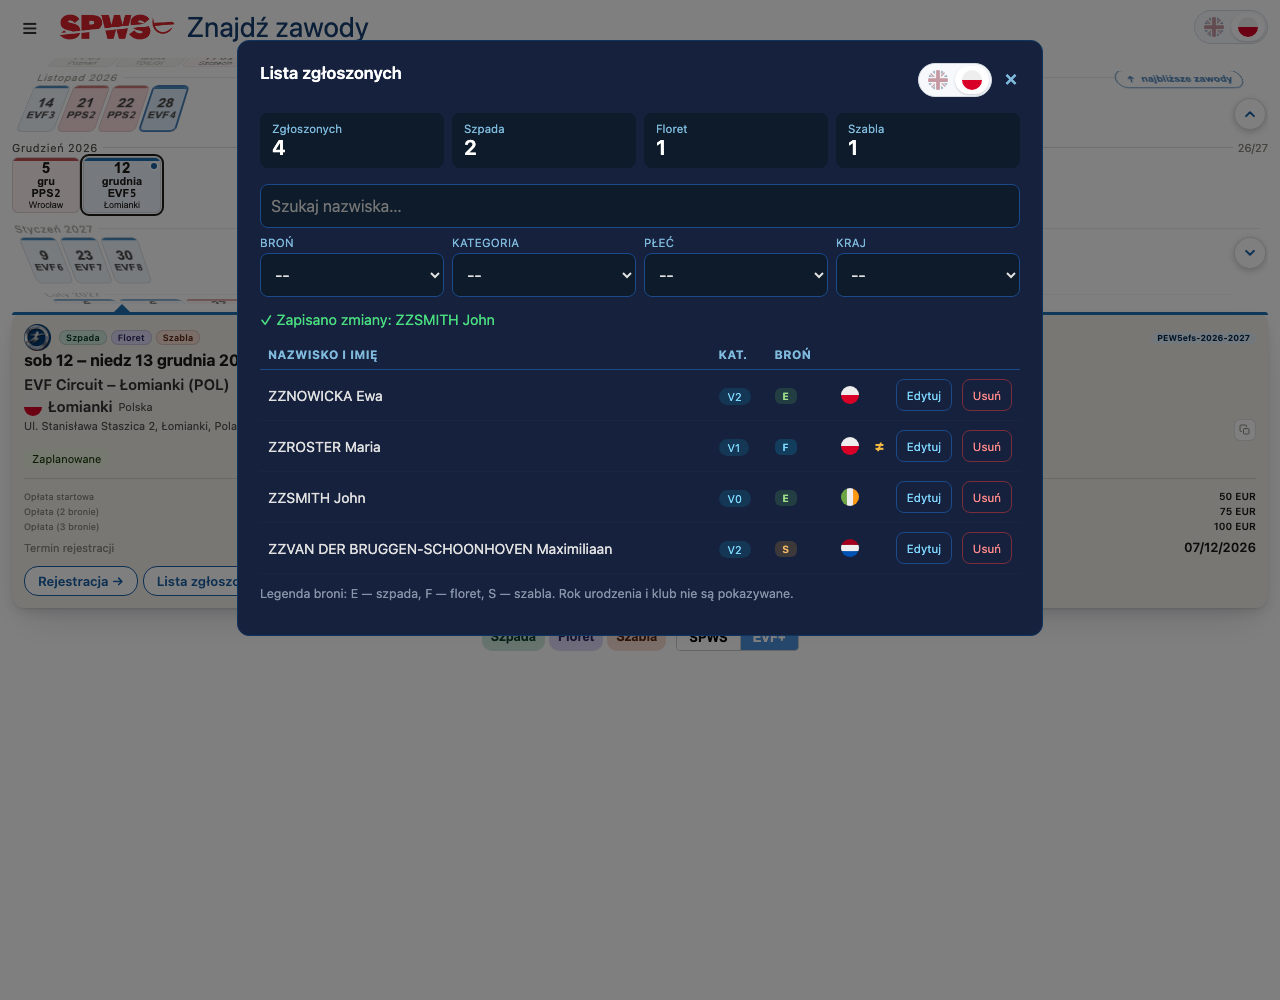 SPWS Znajdź zawody
Lista zgłoszonych
×
Listopad 2026
↑ najbliższe zawody
14 EVF3
21 PPS2
22 PPS2
28 EVF4
Grudzień 2026
26/27
5 gru PPS2 Wrocław
12 grudnia EVF5 Łomianki
Styczeń 2027
9 EVF6
23 EVF7
30 EVF8
Zgłoszonych
4
Szpada
2
Floret
1
Szabla
1
Szukaj nazwiska...
BROŃ
--
KATEGORIA
--
PŁEĆ
--
KRAJ
--
✓ Zapisano zmiany: ZZSMITH John
NAZWISKO I IMIĘ KAT. BROŃ
ZZNOWICKA Ewa V2 E Edytuj Usuń
ZZROSTER Maria V1 F ≠ Edytuj Usuń
ZZSMITH John V0 E Edytuj Usuń
ZZVAN DER BRUGGEN-SCHOONHOVEN Maximiliaan V2 S Edytuj Usuń
Legenda broni: E — szpada, F — floret, S — szabla. Rok urodzenia i klub nie są pokazywane.
Szpada Floret Szabla
PEW5efs-2026-2027
sob 12 – niedz 13 grudnia 20
EVF Circuit – Łomianki (POL)
Łomianki Polska
Ul. Stanisława Staszica 2, Łomianki, Pola
Zaplanowane
Opłata startowa 50 EUR
Opłata (2 bronie) 75 EUR
Opłata (3 bronie) 100 EUR
Termin rejestracji 07/12/2026
Rejestracja → Lista zgłoszo
Szpada Floret Szabla SPWS EVF+